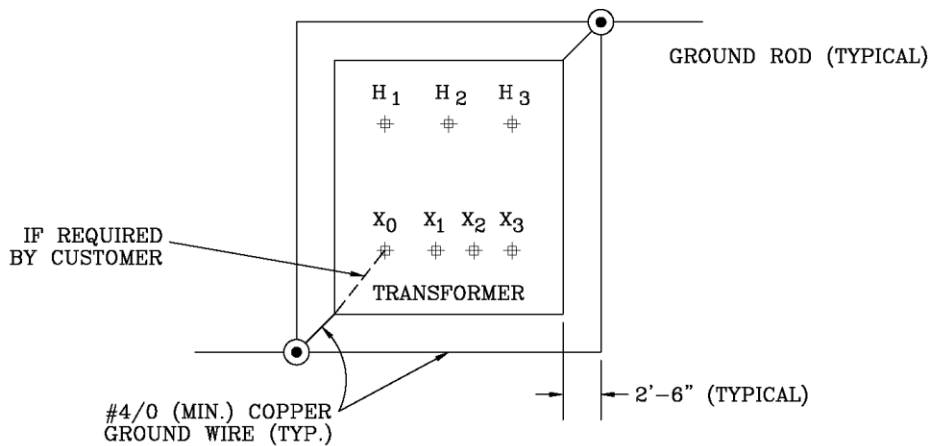 GROUND ROD (TYPICAL)
H1 H2 H3
X0 X1 X2 X3
IF REQUIRED
BY CUSTOMER
TRANSFORMER
2'-6" (TYPICAL)
#4/0 (MIN.) COPPER
GROUND WIRE (TYP.)